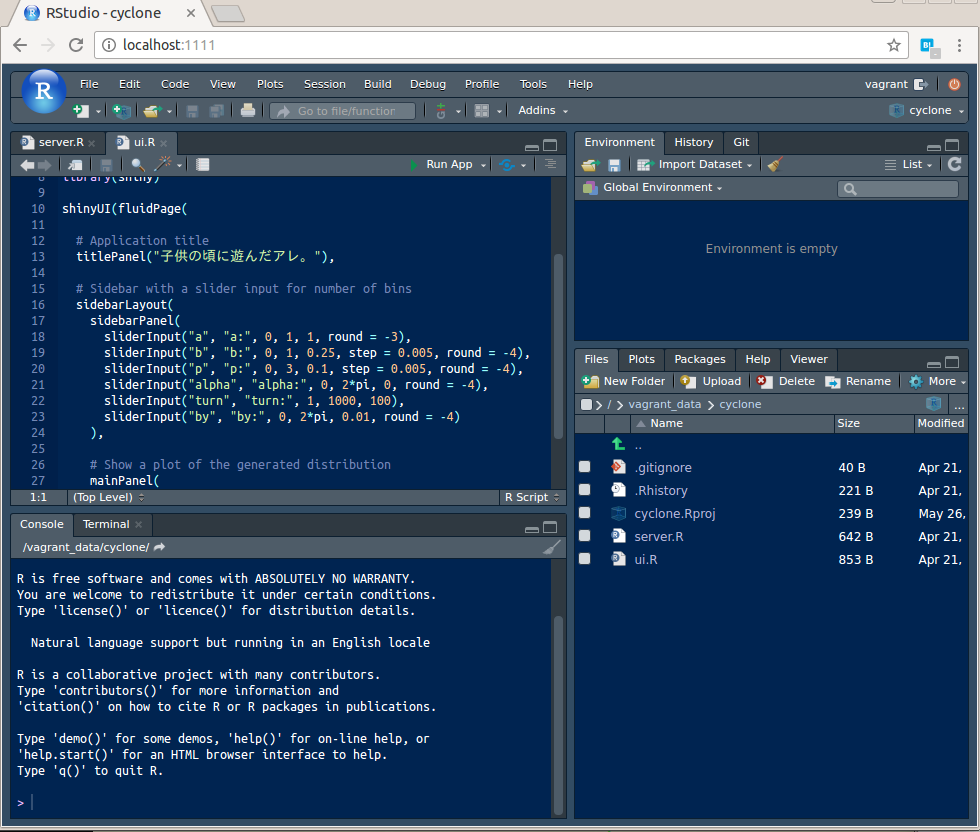 RStudio - cyclone
localhost:1111
R File Edit Code View Plots Session Build Debug Profile Tools Help vagrant
Go to file/function Addins cyclone
server.R ui.R
Run App
8 library(shiny)
9
10 shinyUI(fluidPage(
11
12 # Application title
13 titlePanel("子供の頃に遊んだアレ。"),
14
15 # Sidebar with a slider input for number of bins
16 sidebarLayout(
17 sidebarPanel(
18 sliderInput("a", "a:", 0, 1, 1, round = -3),
19 sliderInput("b", "b:", 0, 1, 0.25, step = 0.005, round = -4),
20 sliderInput("p", "p:", 0, 3, 0.1, step = 0.005, round = -4),
21 sliderInput("alpha", "alpha:", 0, 2*pi, 0, round = -4),
22 sliderInput("turn", "turn:", 1, 1000, 100),
23 sliderInput("by", "by:", 0, 2*pi, 0.01, round = -4)
24 ),
25
26 # Show a plot of the generated distribution
27 mainPanel(
1:1 (Top Level) R Script
Console Terminal
/vagrant_data/cyclone/
R is free software and comes with ABSOLUTELY NO WARRANTY.
You are welcome to redistribute it under certain conditions.
Type 'license()' or 'licence()' for distribution details.
Natural language support but running in an English locale
R is a collaborative project with many contributors.
Type 'contributors()' for more information and
'citation()' on how to cite R or R packages in publications.
Type 'demo()' for some demos, 'help()' for on-line help, or
'help.start()' for an HTML browser interface to help.
Type 'q()' to quit R.
>
Environment History Git
Import Dataset List
Global Environment
Environment is empty
Files Plots Packages Help Viewer
New Folder Upload Delete Rename More
/ vagrant_data cyclone ...
Name Size Modified
..
.gitignore 40 B Apr 21,
.Rhistory 221 B Apr 21,
cyclone.Rproj 239 B May 26,
server.R 642 B Apr 21,
ui.R 853 B Apr 21,